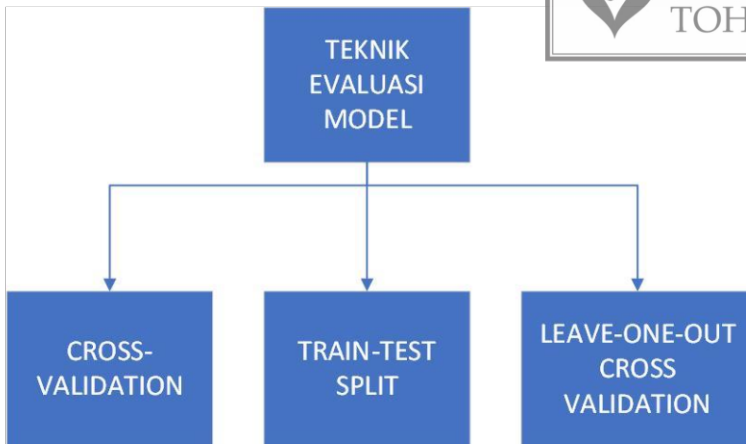 TOH
TEKNIK
EVALUASI
MODEL
CROSS-
VALIDATION
TRAIN-TEST
SPLIT
LEAVE-ONE-OUT
CROSS
VALIDATION